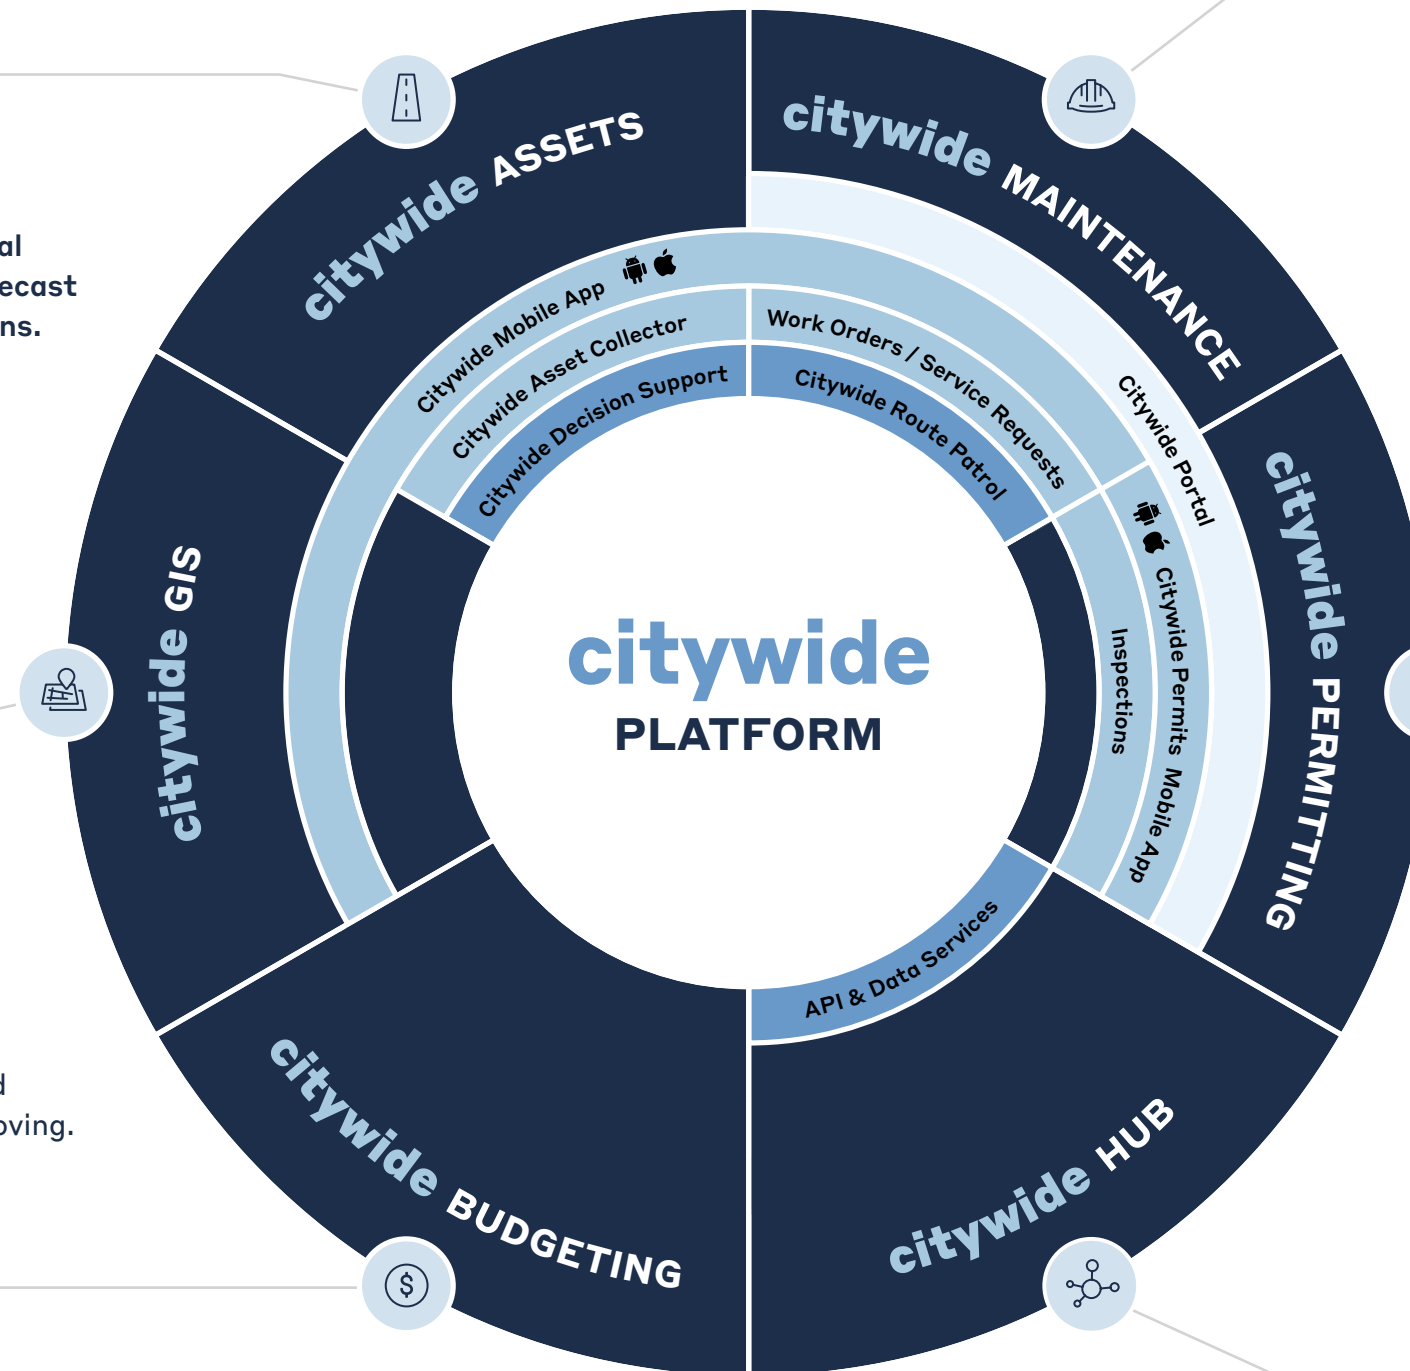 citywide ASSETS
citywide MAINTENANCE
al
ecast
ns.
Citywide Mobile App
Citywide Asset Collector
Citywide Decision Support
Work Orders / Service Requests
Citywide Route Patrol
Citywide Portal
citywide PERMITTING
Citywide Permits Mobile App
Inspections
citywide GIS
citywide
PLATFORM
API & Data Services
d
oving.
citywide BUDGETING
citywide HUB